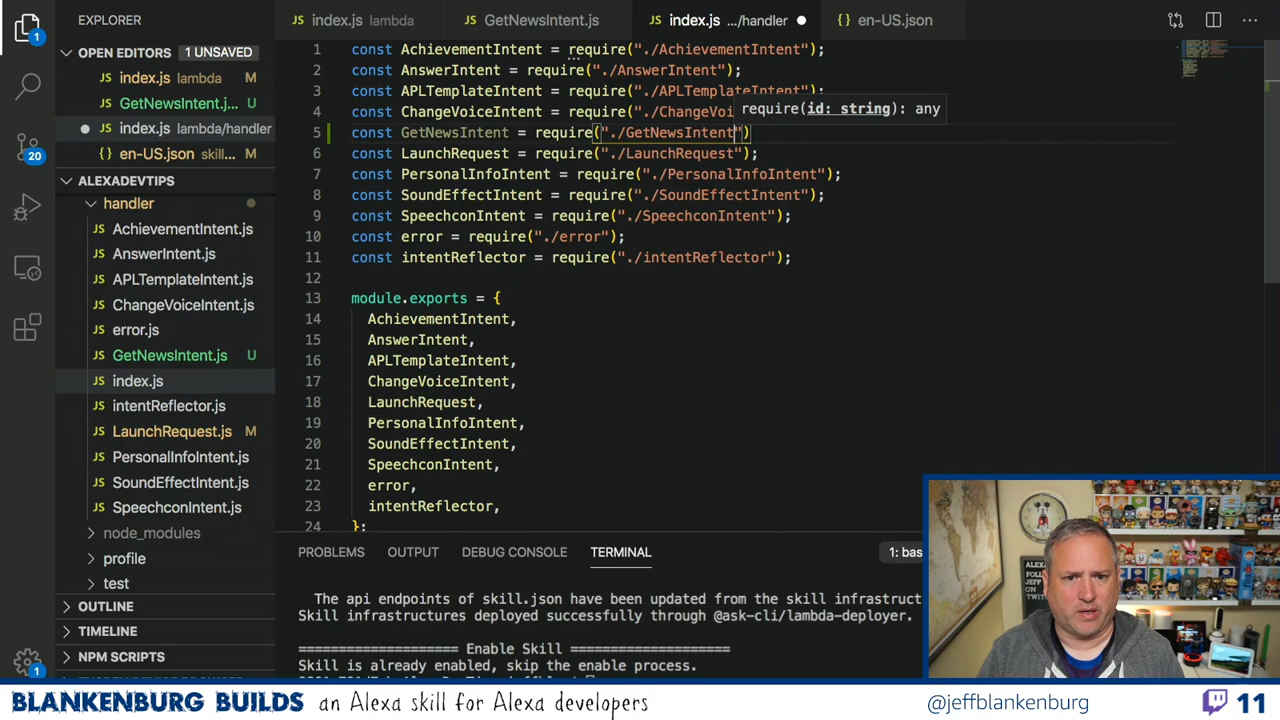 EXPLORER
index.js lambda
GetNewsIntent.js
index.js .../handler
en-US.json
1
OPEN EDITORS 1 UNSAVED
index.js lambda M
GetNewsIntent.j... U
index.js lambda/handler
en-US.json skill... M
20
ALEXADEVTIPS
handler
AchievementIntent.js
AnswerIntent.js
APLTemplateIntent.js
ChangeVoiceIntent.js
error.js
GetNewsIntent.js U
index.js
intentReflector.js
LaunchRequest.js M
PersonalInfoIntent.js
SoundEffectIntent.js
SpeechconIntent.js
node_modules
profile
test
OUTLINE
TIMELINE
NPM SCRIPTS
1
1 const AchievementIntent = require("./AchievementIntent");
2 const AnswerIntent = require("./AnswerIntent");
3 const APLTemplateIntent = require("./APLTemplateIntent");
4 const ChangeVoiceIntent = require("./ChangeVoi
require(id: string): any
5 const GetNewsIntent = require("./GetNewsIntent")
6 const LaunchRequest = require("./LaunchRequest");
7 const PersonalInfoIntent = require("./PersonalInfoIntent");
8 const SoundEffectIntent = require("./SoundEffectIntent");
9 const SpeechconIntent = require("./SpeechconIntent");
10 const error = require("./error");
11 const intentReflector = require("./intentReflector");
12
13 module.exports = {
14 AchievementIntent,
15 AnswerIntent,
16 APLTemplateIntent,
17 ChangeVoiceIntent,
18 LaunchRequest,
19 PersonalInfoIntent,
20 SoundEffectIntent,
21 SpeechconIntent,
22 error,
23 intentReflector,
24 };
PROBLEMS OUTPUT DEBUG CONSOLE TERMINAL 1: bas
The api endpoints of skill.json have been updated from the skill infrastruct
Skill infrastructures deployed successfully through @ask-cli/lambda-deployer.
=================== Enable Skill ===================
Skill is already enabled, skip the enable process.
ALEXA
FOLL
JEFF
ON
TWIT
BLANKENBURG BUILDS an Alexa skill for Alexa developers
@jeffblankenburg
11